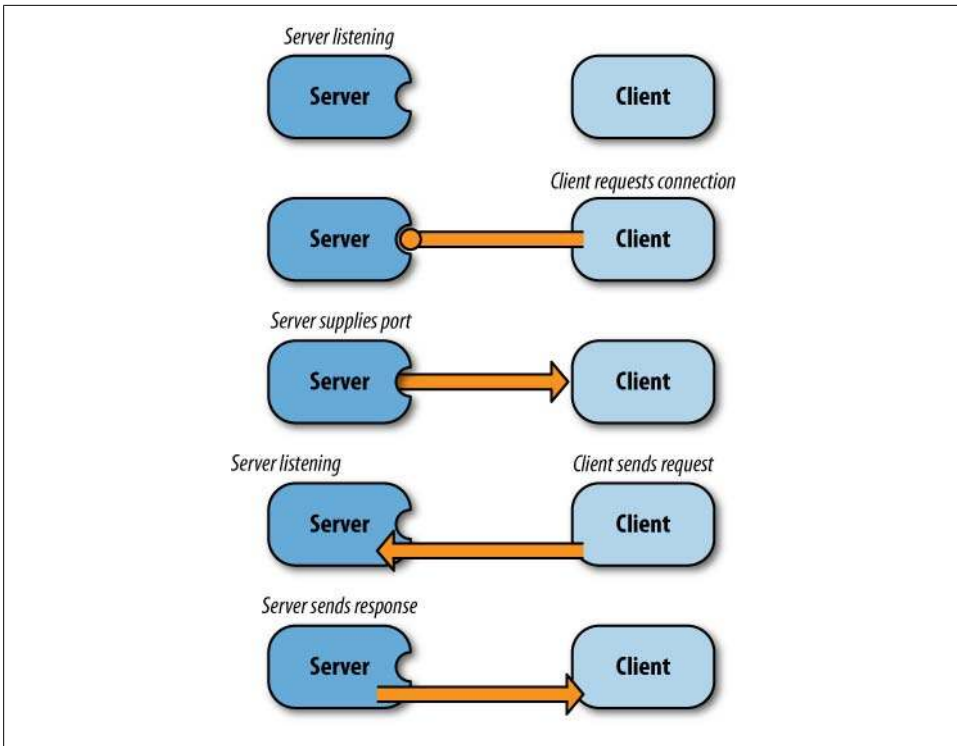 Server listening
Server Client
Client requests connection
Server Client
Server supplies port
Server Client
Server listening Client sends request
Server Client
Server sends response
Server Client